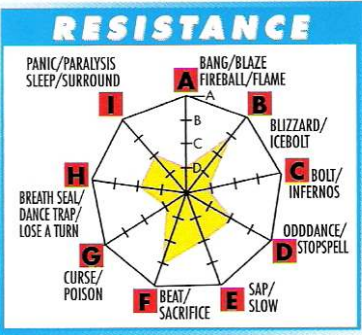 RESISTANCE
PANIC/PARALYSIS
SLEEP/SURROUND
BANG/BLAZE
FIREBALL/FLAME
A
A
B
C
D
I
B
BLIZZARD/
ICEBOLT
H
C
BOLT/
INFERNOS
BREATH SEAL/
DANCE TRAP/
LOSE A TURN
D
ODDDANCE/
STOPSPELL
G
CURSE/
POISON
F
BEAT/
SACRIFICE
E
SAP/
SLOW